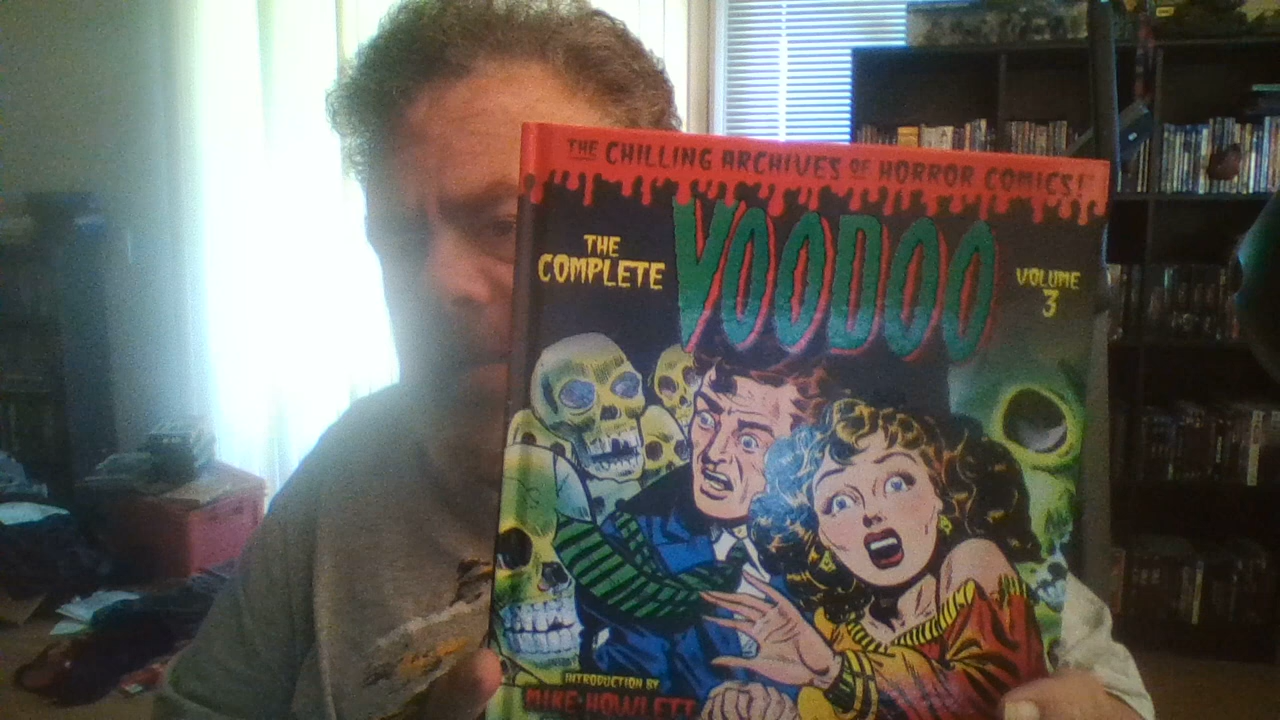 THE CHILLING ARCHIVES OF HORROR COMICS!
THE
COMPLETE
VOODOO
VOLUME
3
INTRODUCTION BY
MIKE HOWLETT